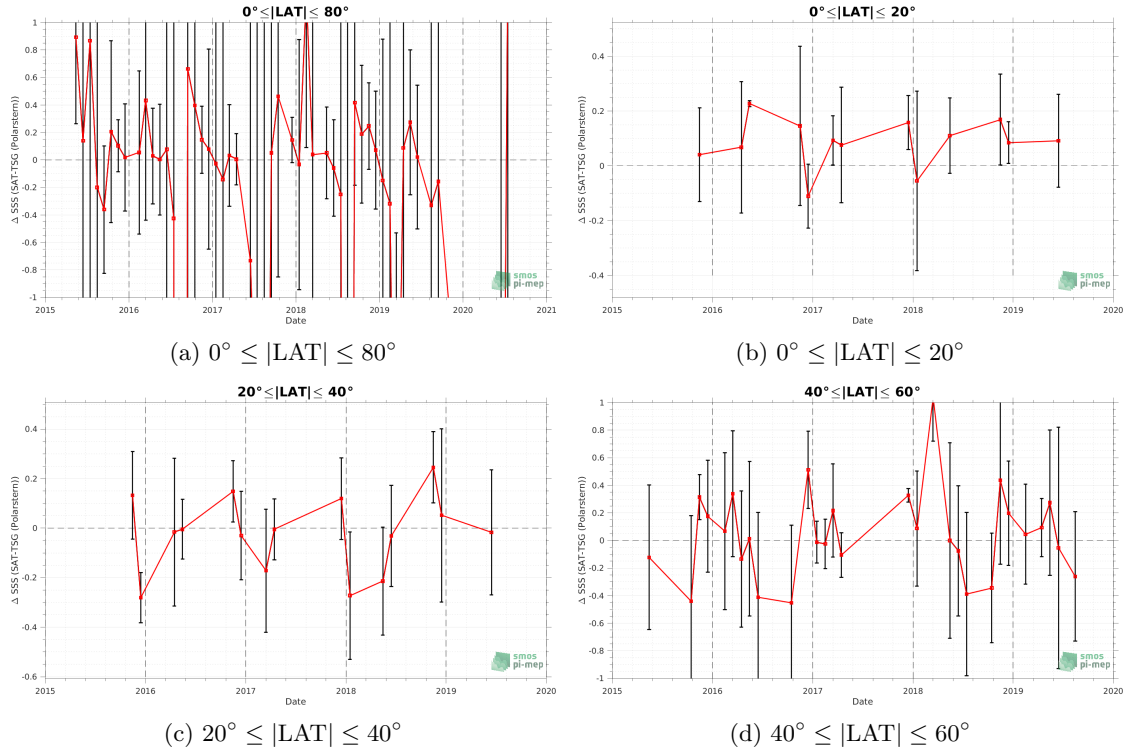 0°≤|LAT|≤ 80°
Δ SSS (SAT-TSG (Polarstern))
1
0.8
0.6
0.4
0.2
0
-0.2
-0.4
-0.6
-0.8
-1
2015
2016
2017
2018
2019
2020
2021
Date
smos
pi-mep
(a) 0° ≤ |LAT| ≤ 80°
0°≤|LAT|≤ 20°
Δ SSS (SAT-TSG (Polarstern))
0.4
0.2
0
-0.2
-0.4
2015
2016
2017
2018
2019
2020
Date
smos
pi-mep
(b) 0° ≤ |LAT| ≤ 20°
20°≤|LAT|≤ 40°
Δ SSS (SAT-TSG (Polarstern))
0.4
0.2
0
-0.2
-0.4
-0.6
2015
2016
2017
2018
2019
2020
Date
smos
pi-mep
(c) 20° ≤ |LAT| ≤ 40°
40°≤|LAT|≤ 60°
Δ SSS (SAT-TSG (Polarstern))
1
0.8
0.6
0.4
0.2
0
-0.2
-0.4
-0.6
-0.8
-1
2015
2016
2017
2018
2019
2020
Date
smos
pi-mep
(d) 40° ≤ |LAT| ≤ 60°